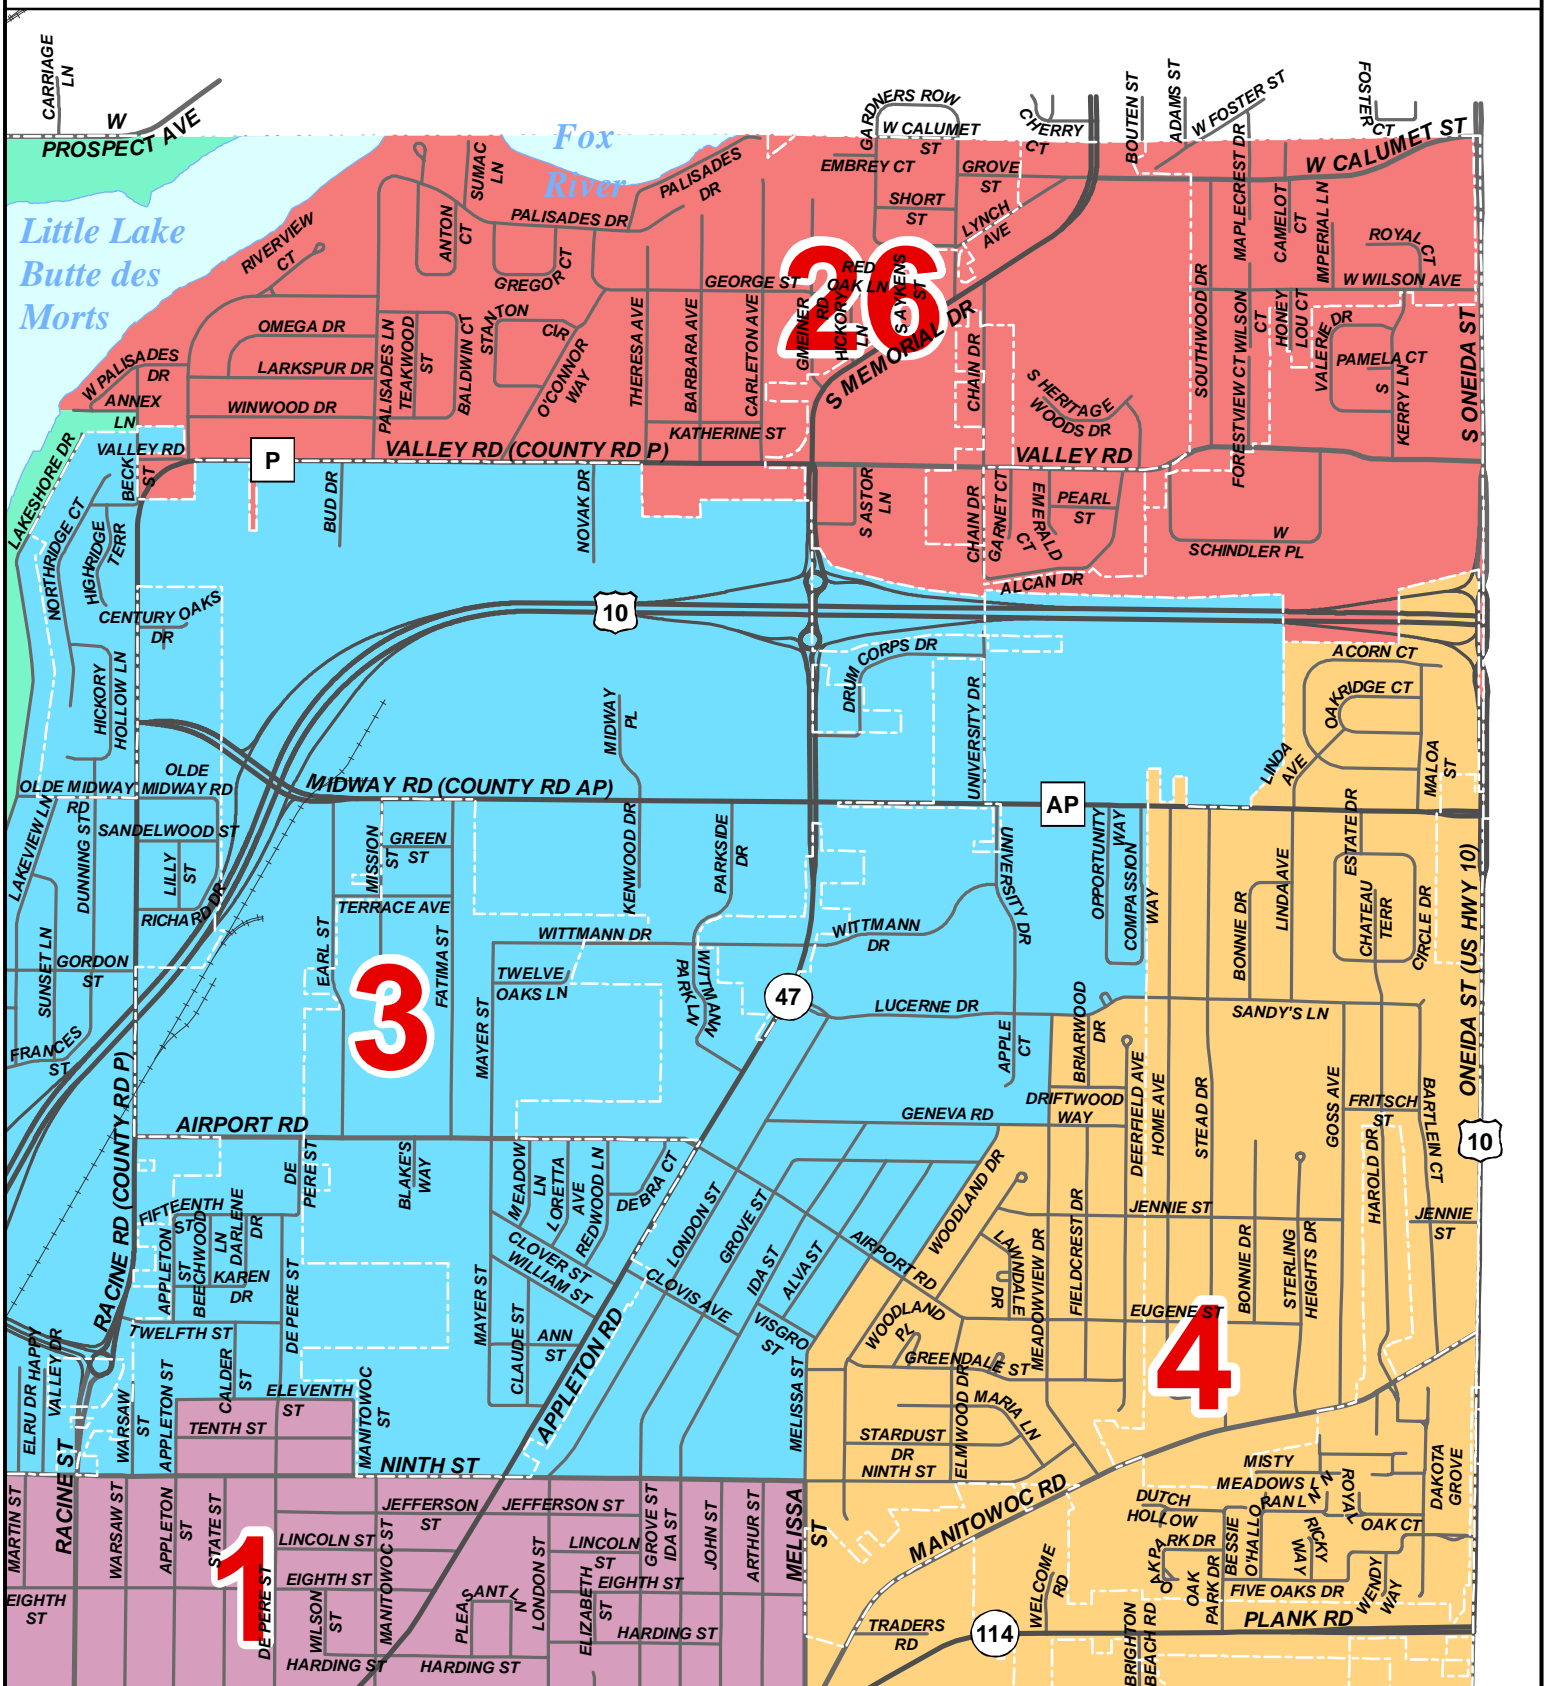 CARRIAGE
LN
W
PROSPECT AVE
Fox
River
Little Lake
Butte des
Morts
GARDNERS ROW
W CALUMET
ST
CHERRY
CT
BOUTEN ST
ADAMS ST
W FOSTER ST
FOSTER
CT
W CALUMET ST
EMBREY CT
GROVE
ST
SHORT
ST
LYNCH
AVE
MAPLECREST DR
CAMELOT
CT
IMPERIAL LN
ROYAL
CT
W WILSON AVE
SUMAC
LN
PALISADES
DR
PALISADES DR
ANTON
CT
GREGOR CT
RIVERVIEW
CT
GEORGE ST
26
RED
OAK LN
S AYKENS
ST
GMEINER
RD
HICKORY
LN
S MEMORIAL DR
OMEGA DR
STANTON
CIR
LARKSPUR DR
PALISADES LN
TEAKWOOD
ST
BALDWIN CT
O'CONNOR
WAY
THERESA AVE
BARBARA AVE
CARLETON AVE
CHAIN DR
S HERITAGE
WOODS DR
SOUTHWOOD DR
FORESTVIEW CT
WILSON
CT
HONEY
LOU CT
VALERIE DR
PAMELA CT
S
KERRY LN
S ONEIDA ST
W PALISADES
DR
ANNEX
LN
WINWOOD DR
KATHERINE ST
VALLEY RD
P
VALLEY RD (COUNTY RD P)
VALLEY RD
LAKESHORE DR
BECK
ST
BUD DR
NOVAK DR
S ASTOR
LN
CHAIN DR
GARNET CT
EMERALD
CT
PEARL
ST
W
SCHINDLER PL
ALCAN DR
NORTHRIDGE CT
HIGHRIDGE
TERR
CENTURY OAKS
DR
10
DRUM CORPS DR
ACORN CT
OAKRIDGE CT
HICKORY
HOLLOW LN
MIDWAY
PL
UNIVERSITY DR
LINDA
AVE
MALOA
ST
OLDE MIDWAY
RD
OLDE
MIDWAY RD
MIDWAY RD (COUNTY RD AP)
AP
LAKEVIEW LN
DUNNING ST
SANDELWOOD ST
LILLY
ST
RICHARD DR
MISSION
ST
GREEN
ST
KENWOOD DR
PARKSIDE
DR
UNIVERSITY DR
OPPORTUNITY
WAY
COMPASSION
WAY
ESTATE DR
LINDA AVE
BONNIE DR
CHATEAU
TERR
CIRCLE DR
ONEIDA ST (US HWY 10)
TERRACE AVE
EARL ST
FATIMA ST
WITTMANN DR
WITTMANN
DR
SUNSET LN
GORDON
ST
3
TWELVE
OAKS LN
MAYER ST
WITTMANN
PARK LN
47
LUCERNE DR
APPLE
CT
BRIARWOOD
DR
SANDY'S LN
FRANCES
ST
RACINE RD (COUNTY RD P)
AIRPORT RD
GENEVA RD
DRIFTWOOD
WAY
DEERFIELD AVE
HOME AVE
STEAD DR
GOSS AVE
FRITSCH
ST
BARTLEIN CT
10
DE
PERE ST
BLAKE'S
WAY
MEADOW
LN
LORETTA
AVE
REDWOOD LN
DEBRA CT
FIFTEENTH
ST
BEECHWOOD
LN
DARLENE
DR
APPLETON
ST
KAREN
DR
DE PERE ST
CLOVER ST
WILLIAM ST
LONDON ST
GROVE ST
IDA ST
ALVA ST
CLOVIS AVE
VISGRO
ST
AIRPORT RD
WOODLAND DR
LAWNDALE
DR
MEADOWVIEW DR
FIELDCREST DR
JENNIE ST
HAROLD DR
JENNIE
ST
BONNIE DR
STERLING
HEIGHTS DR
EUGENE ST
4
WOODLAND
PL
GREENDALE ST
TWELFTH ST
CALDER
ST
MAYER ST
CLAUDE ST
ANN
ST
APPLETON RD
MELISSA ST
ELRU DR
HAPPY
VALLEY DR
WARSAW
ST
APPLETON ST
ELEVENTH
ST
TENTH ST
MANITOWOC
ST
MARIA LN
ELMWOOD DR
STARDUST
DR
NINTH ST
NINTH ST
MANITOWOC RD
MISTY
MEADOWS LN
DUTCH
HOLLOW
RAN LN
ROYAL
OAK CT
DAKOTA
GROVE
RACINE ST
MARTIN ST
WARSAW ST
APPLETON
ST
STATE ST
JEFFERSON
ST
JEFFERSON ST
LINCOLN ST
LINCOLN
ST
MANITOWOC ST
GROVE ST
IDA ST
JOHN ST
ARTHUR ST
MELISSA
ST
1
DE PERE ST
EIGHTH
ST
EIGHTH ST
EIGHTH ST
WILSON
ST
PLEASANT LN
LONDON ST
ELIZABETH
ST
HARDING ST
HARDING ST
HARDING ST
OAK PARK DR
OAK
PARK DR
BESSIE
O'HALLO
RICKY
WAY
FIVE OAKS DR
WENDY
WAY
WELCOME
RD
TRADERS
RD
114
PLANK RD
BRIGHTON
BEACH RD